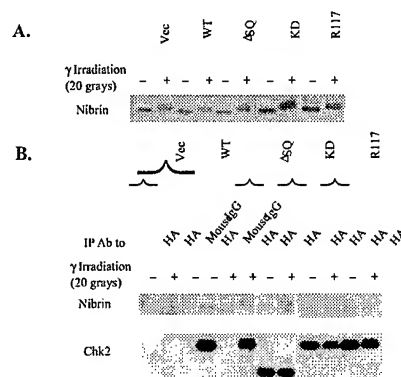 A.
Vec WT ΔSQ KD R117
γ Irradiation – + – + – + – + – +
(20 grays)
Nibrin
B.
Vec WT ΔSQ KD R117
IP Ab to HA HA MouseIgG HA MouseIgG HA HA HA HA HA HA
γ Irradiation – + – – + + – + – + – +
(20 grays)
Nibrin
Chk2